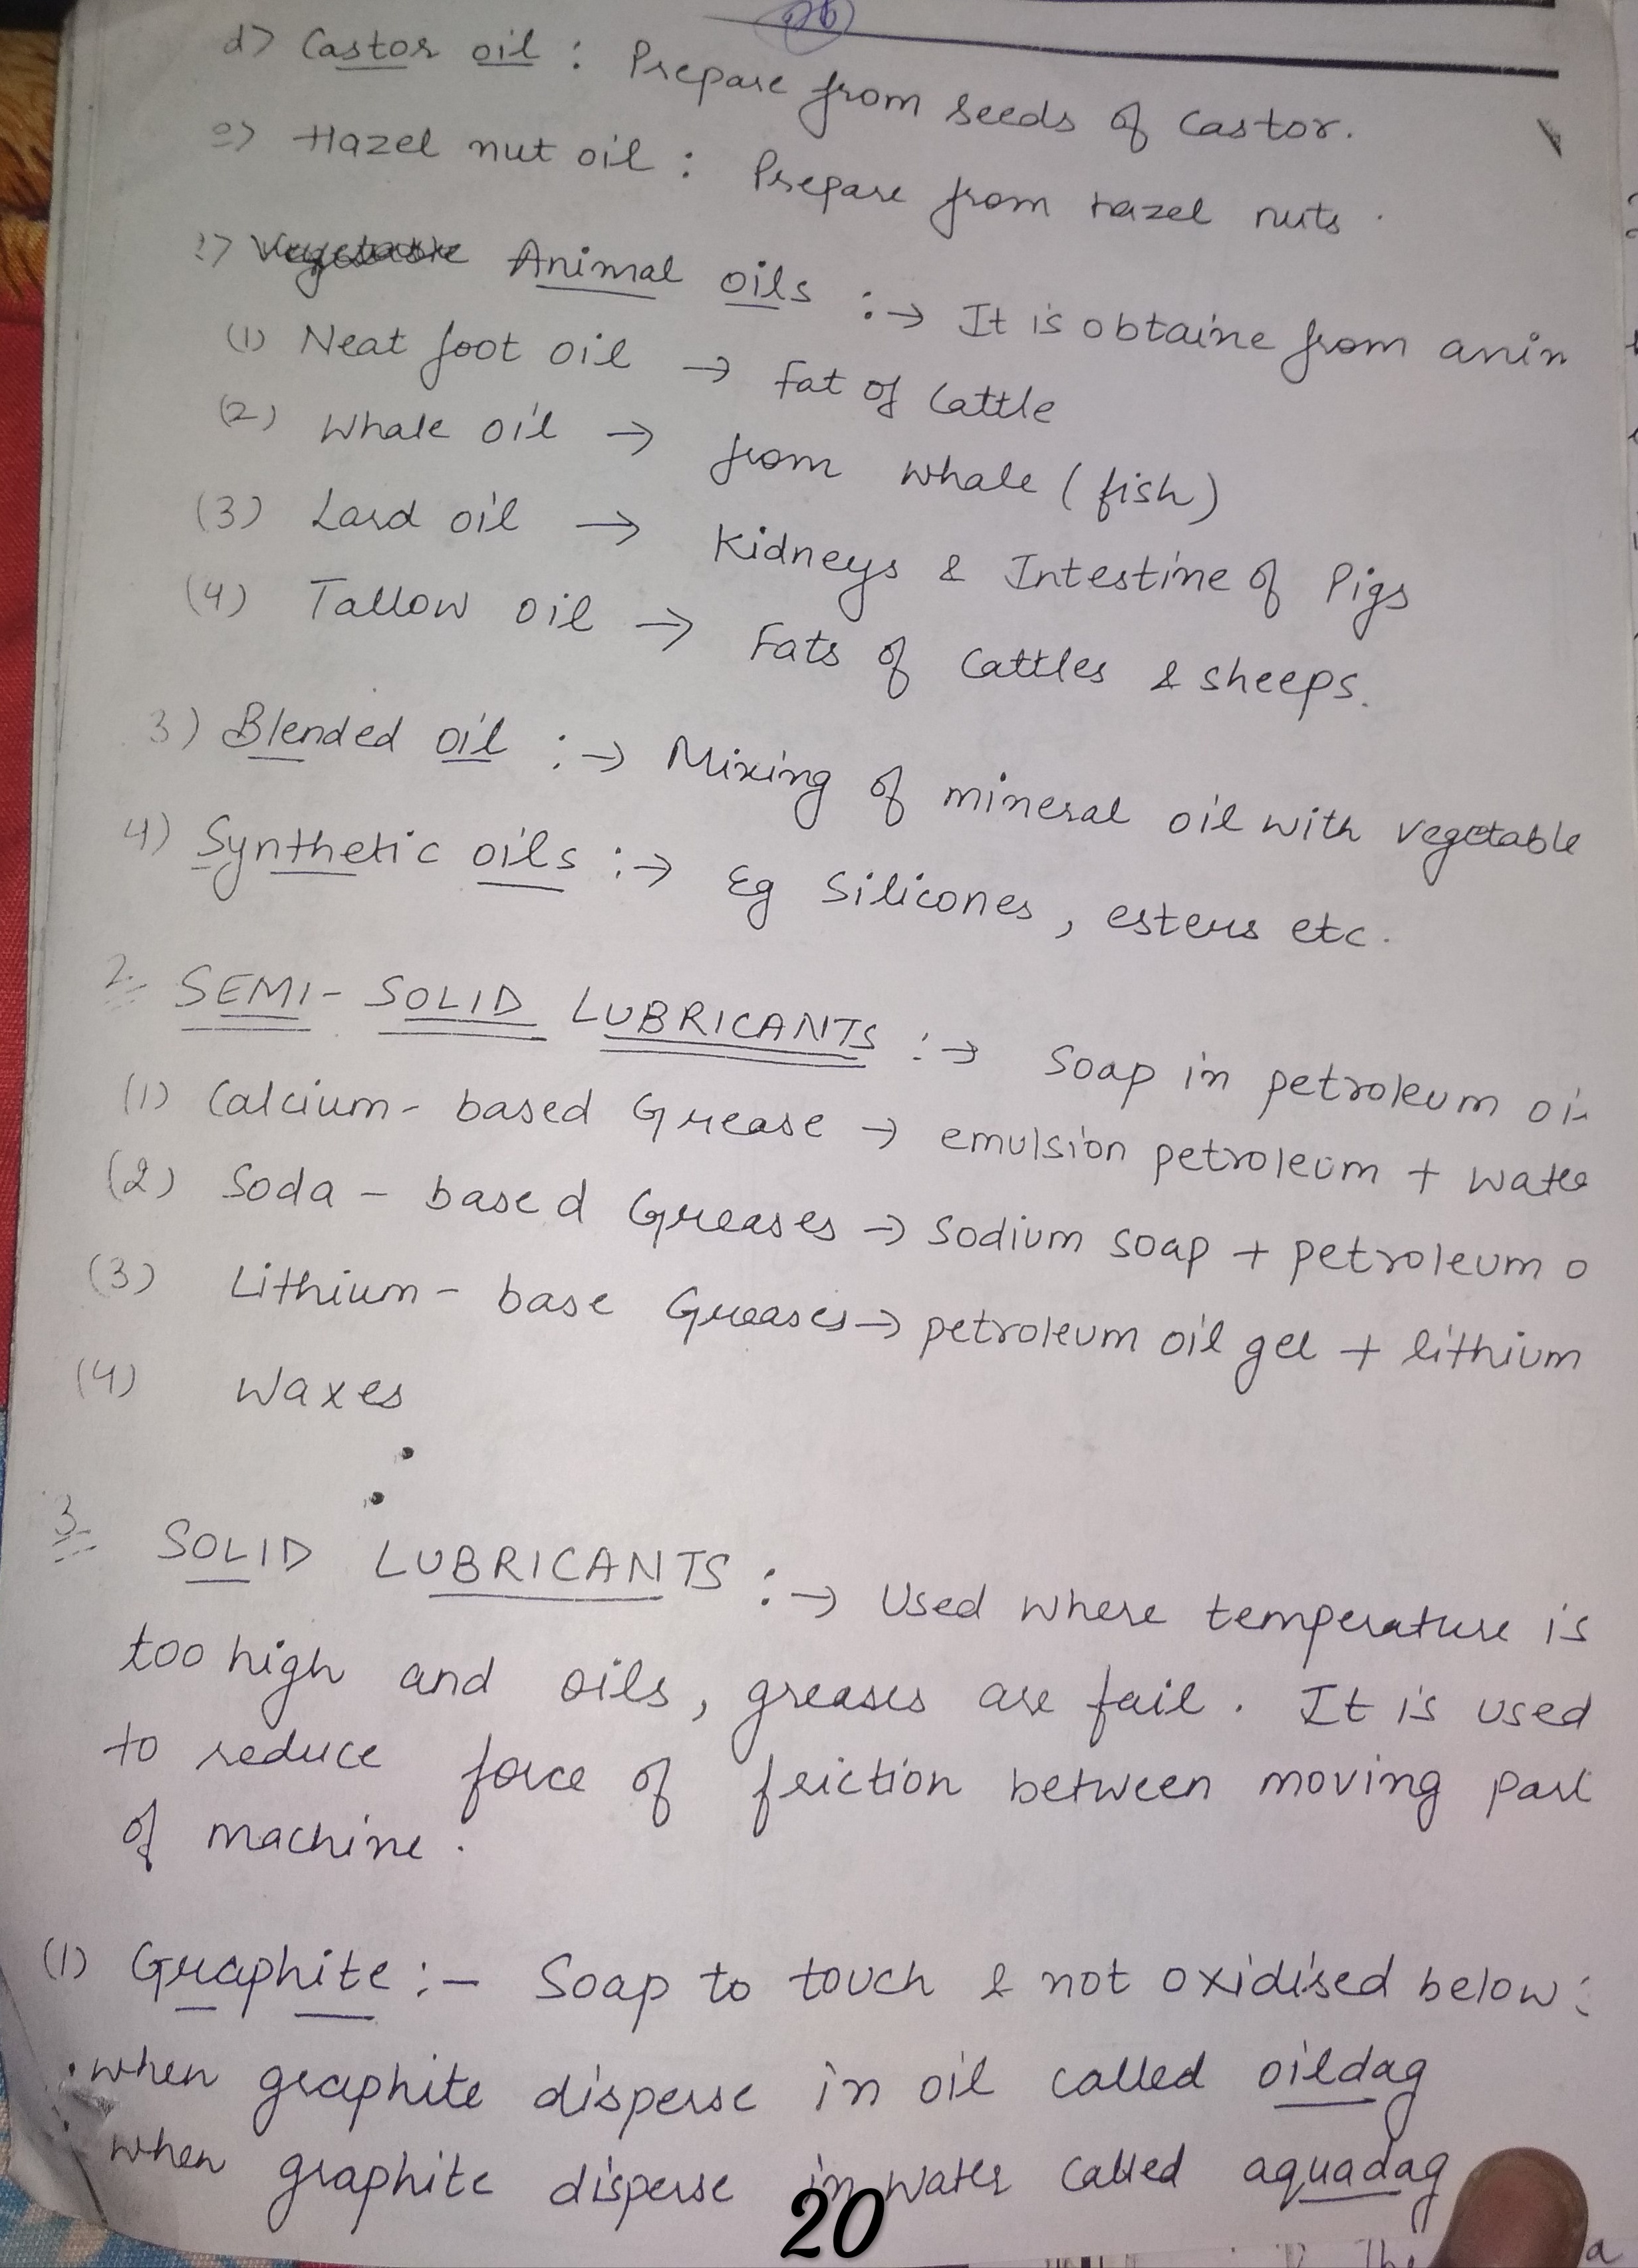 d) Castor oil : Prepare from seeds of Castor.
e) Hazel nut oil : Prepare from Hazel nuts.
Animal oils :→ It is obtaine from anim
(1) Neat foot oil → Fat of Cattle
(2) Whale oil → from whale (fish)
(3) Lard oil → Kidneys & Intestine of Pigs
(4) Tallow oil → Fats of Cattles & sheeps.
3) Blended oil :→ Mixing of mineral oil with vegetable
4) Synthetic oils :→ Eg Silicones, esters etc.
2. SEMI-SOLID LUBRICANTS :→ Soap in petroleum oi
(1) Calcium-based Grease → emulsion petroleum + wate
(2) Soda-based Greases → Sodium soap + petroleum o
(3) Lithium-base Greases → petroleum oil gel + lithium
(4) Waxes
3. SOLID LUBRICANTS :→ Used where temperature is
too high and oils, greases are fail. It is used
to reduce force of friction between moving part
of machine.
(1) Graphite :- Soap to touch & not oxidised below
when graphite disperse in oil called oildag
when graphite disperse in water called aquadag
20
The
a